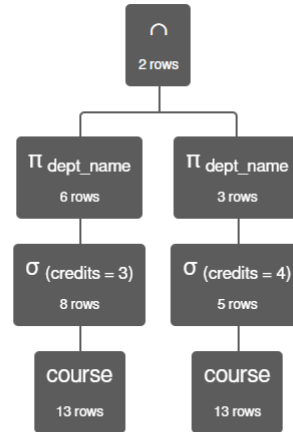 ∩
2 rows
π dept_name
6 rows
π dept_name
3 rows
σ (credits = 3)
8 rows
σ (credits = 4)
5 rows
course
13 rows
course
13 rows